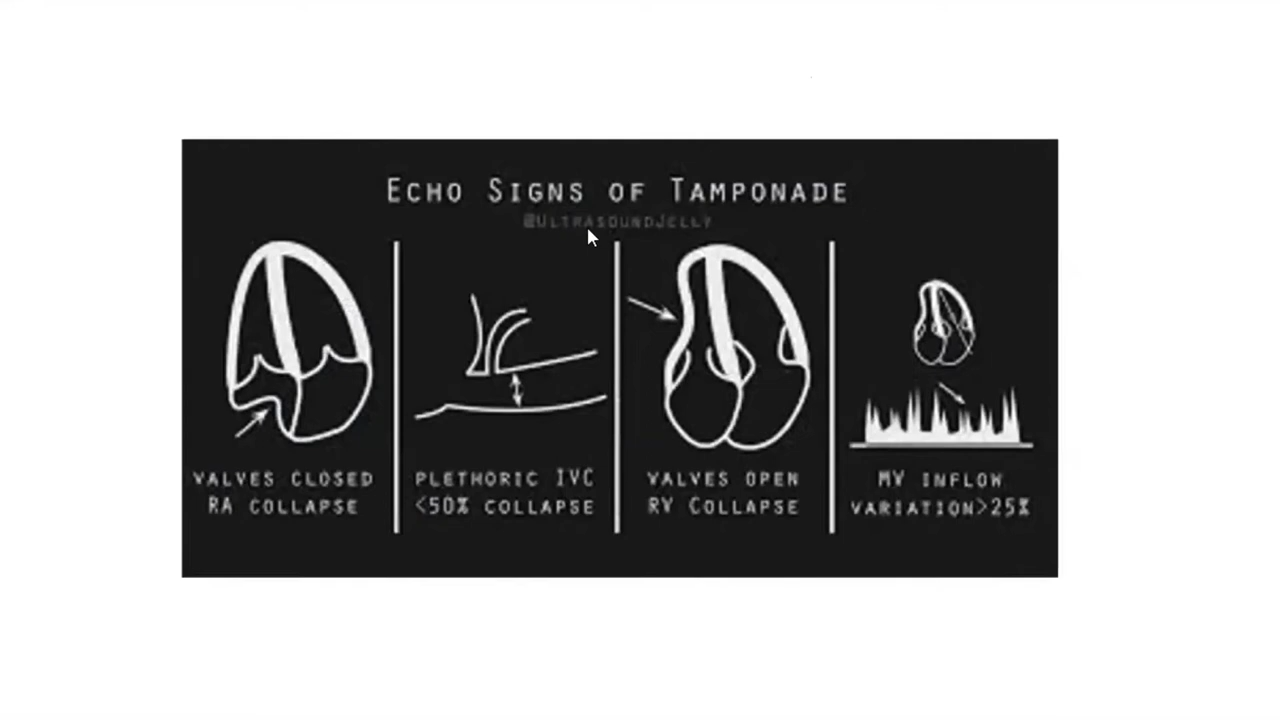 Echo Signs of Tamponade
@UltrasoundJelly
VALVES CLOSED
RA COLLAPSE
PLETHORIC IVC
<50% COLLAPSE
VALVES OPEN
RV COLLAPSE
MV INFLOW
VARIATION>25%